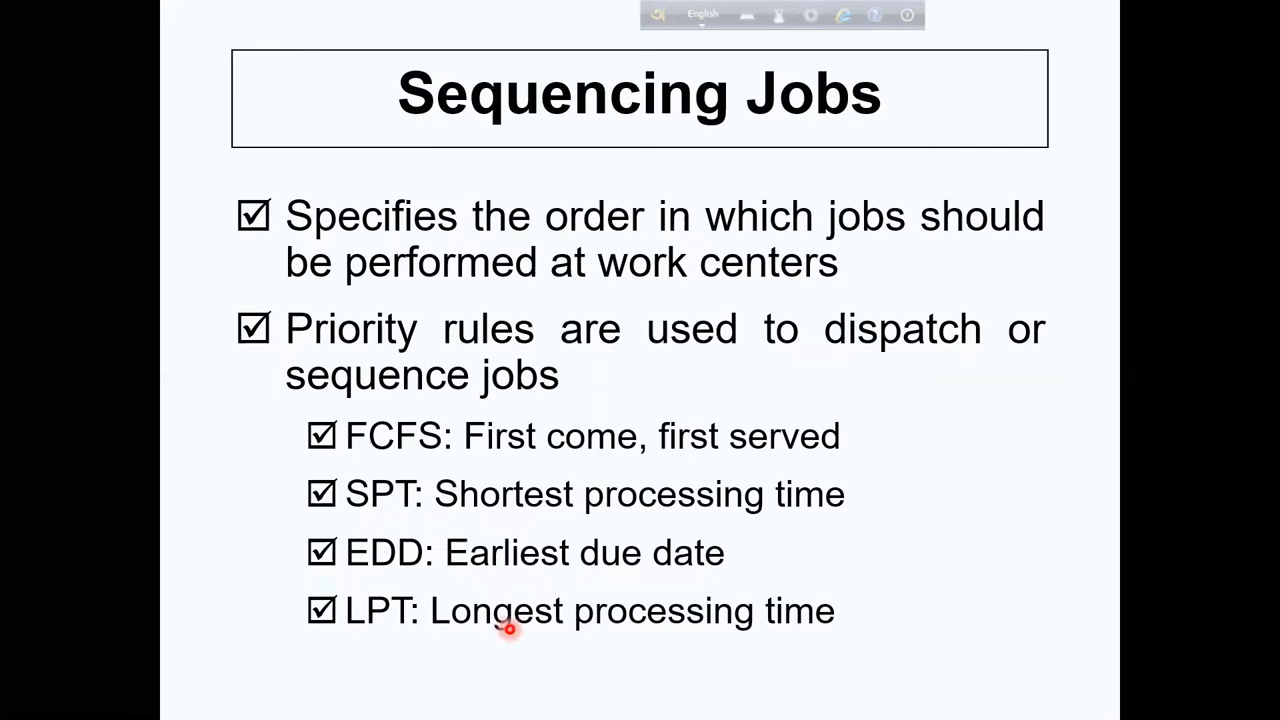 English
Sequencing Jobs
Specifies the order in which jobs should
be performed at work centers
Priority rules are used to dispatch or
sequence jobs
FCFS: First come, first served
SPT: Shortest processing time
EDD: Earliest due date
LPT: Longest processing time